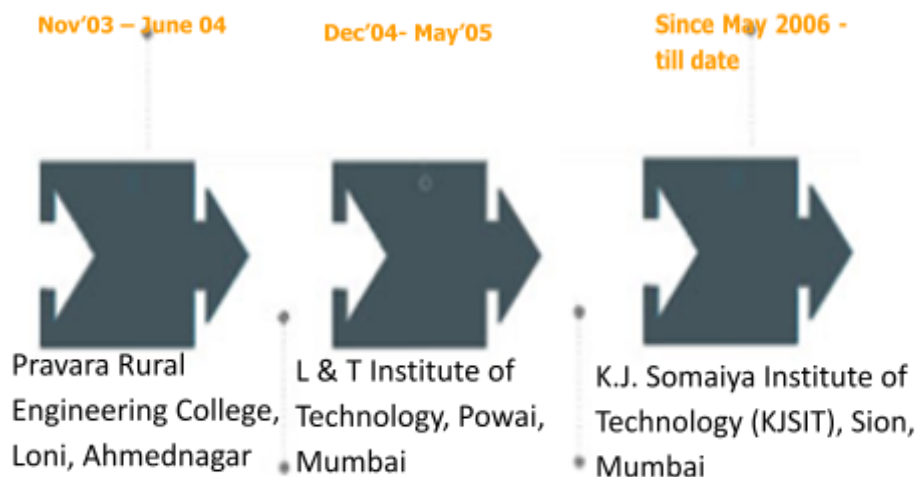 Nov'03 – June 04
Pravara Rural
Engineering College,
Loni, Ahmednagar
Dec'04- May'05
L & T Institute of
Technology, Powai,
Mumbai
Since May 2006 -
till date
K.J. Somaiya Institute of
Technology (KJSIT), Sion,
Mumbai